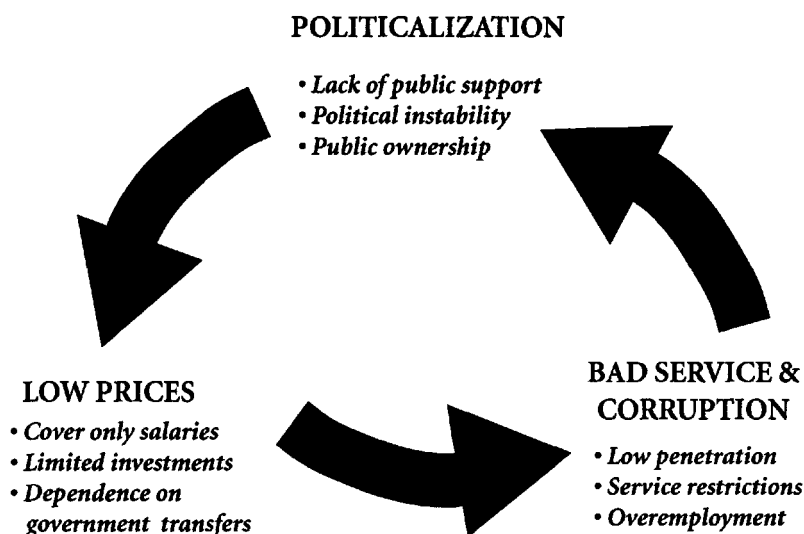 POLITICALIZATION
• Lack of public support
• Political instability
• Public ownership
LOW PRICES
• Cover only salaries
• Limited investments
• Dependence on
government transfers
BAD SERVICE &
CORRUPTION
• Low penetration
• Service restrictions
• Overemployment